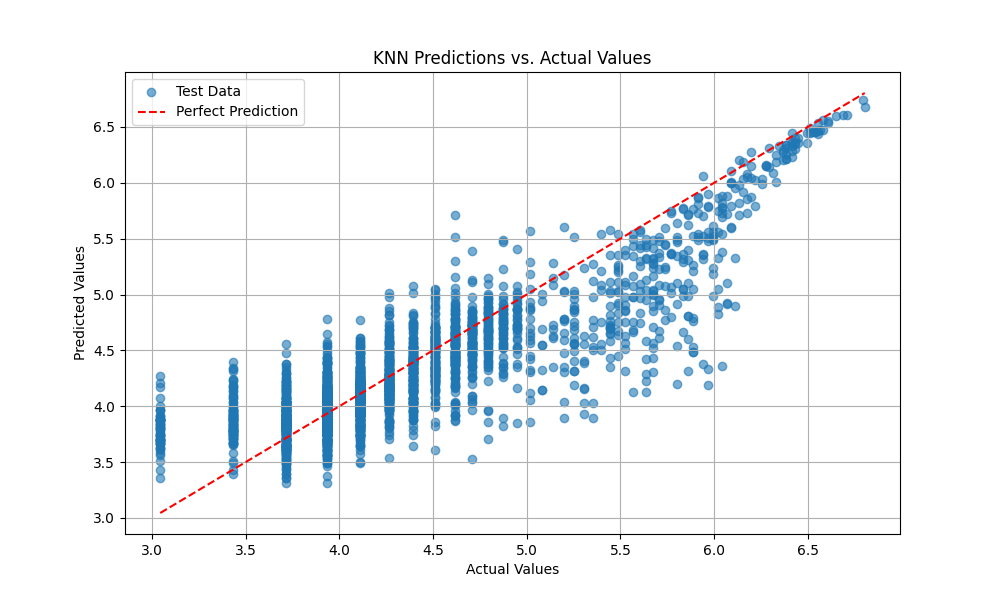 KNN Predictions vs. Actual Values
Test Data
Perfect Prediction
6.5
6.0
5.5
5.0
4.5
4.0
3.5
3.0
Predicted Values
3.0 3.5 4.0 4.5 5.0 5.5 6.0 6.5
Actual Values